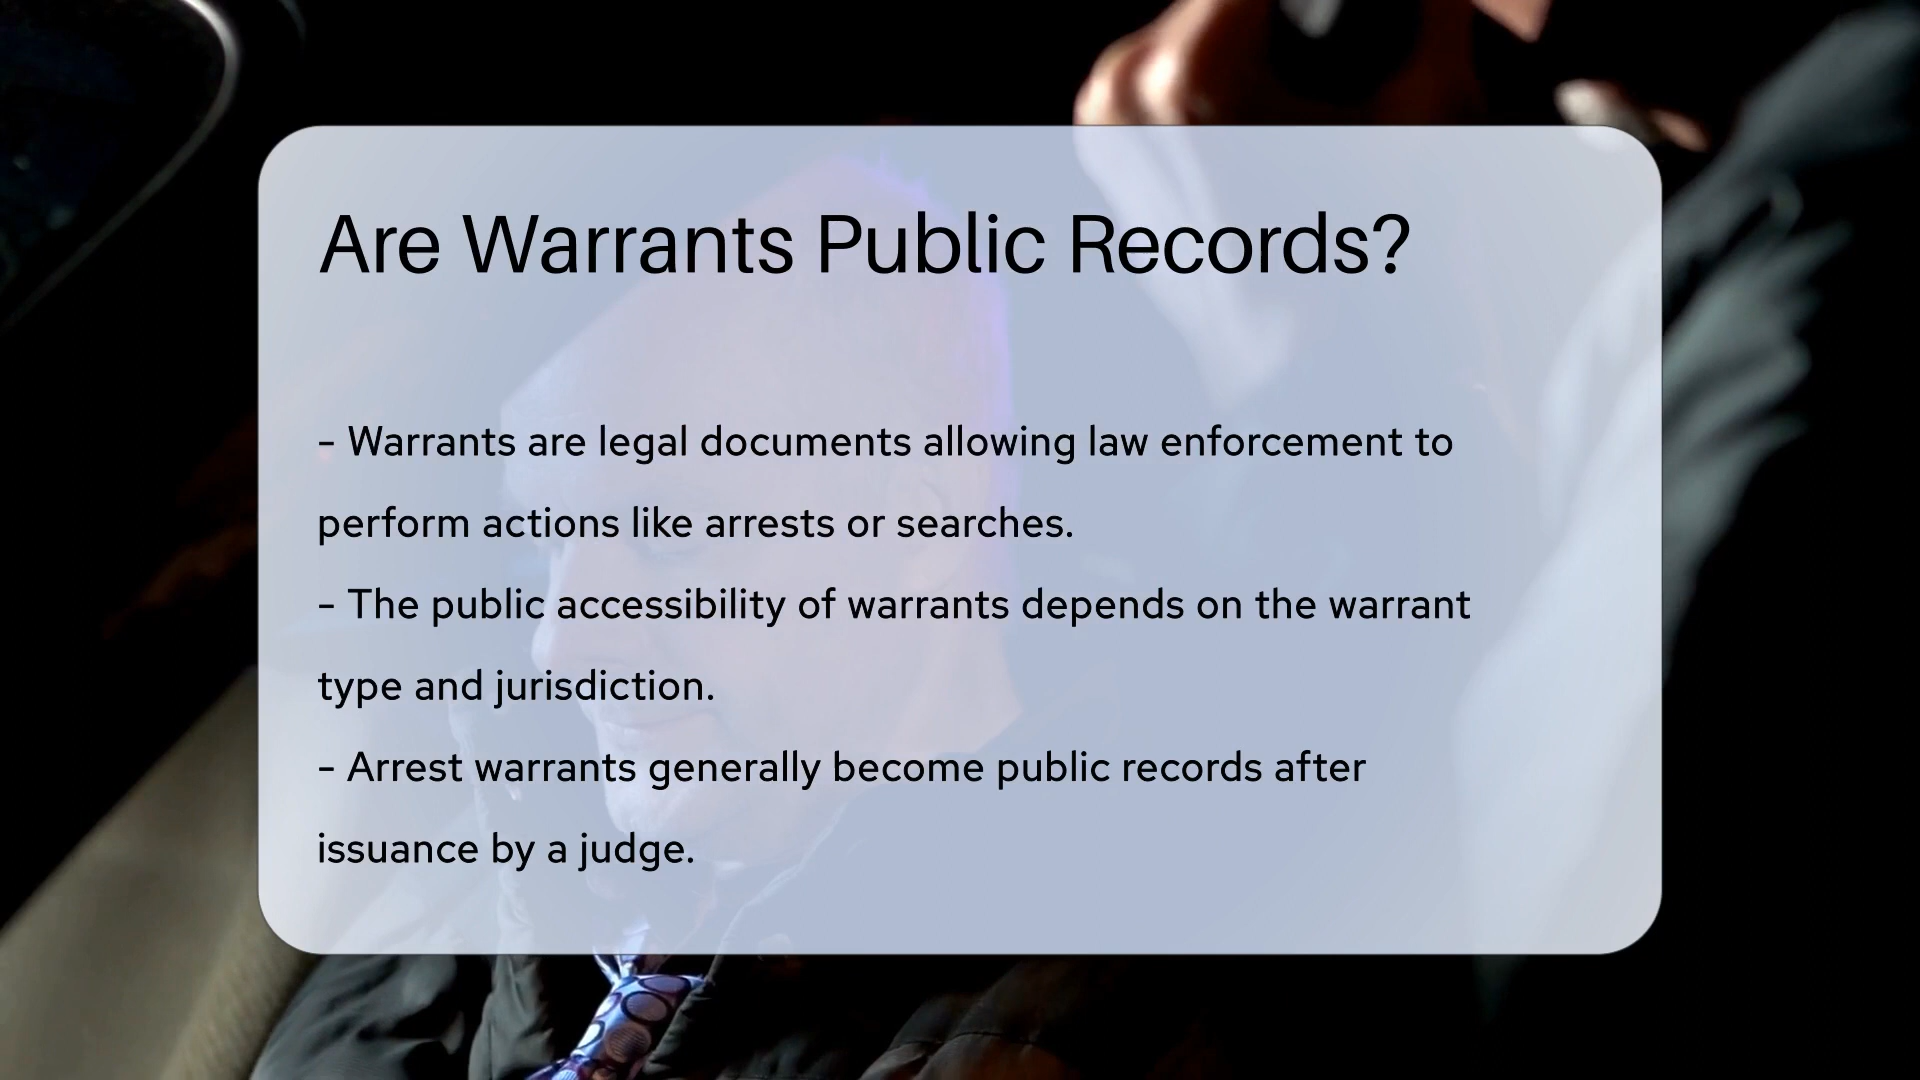 Are Warrants Public Records?
– Warrants are legal documents allowing law enforcement to
perform actions like arrests or searches.
– The public accessibility of warrants depends on the warrant
type and jurisdiction.
– Arrest warrants generally become public records after
issuance by a judge.